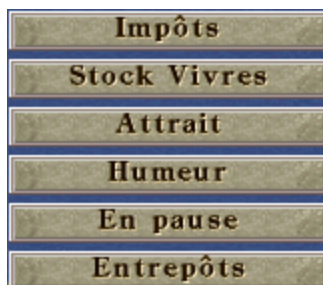 Impôts
Stock Vivres
Attrait
Humeur
En pause
Entrepôts